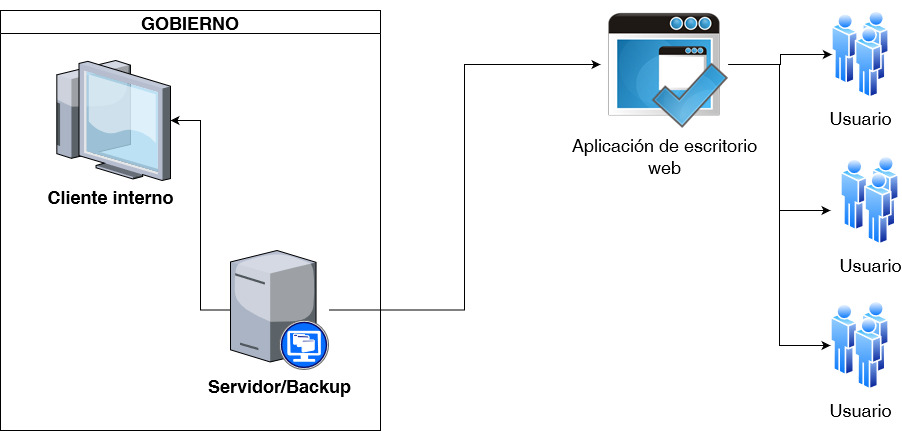 GOBIERNO
Cliente interno
Servidor/Backup
Aplicación de escritorio
web
Usuario
Usuario
Usuario